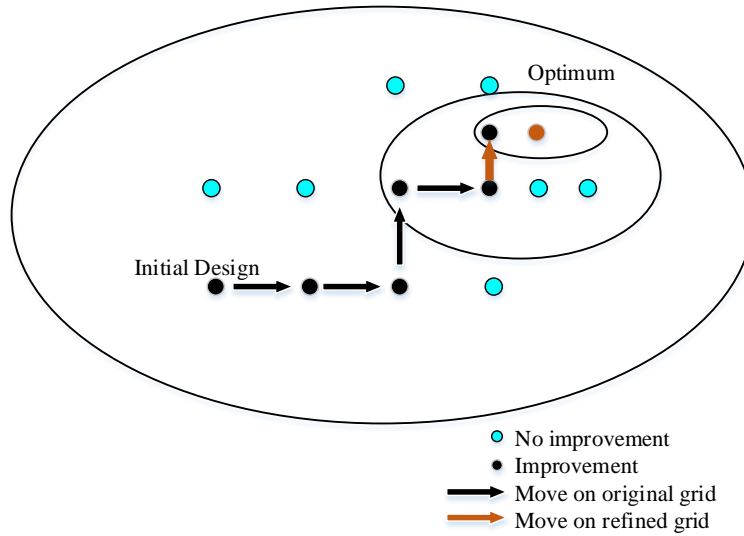 Optimum
Initial Design
No improvement
Improvement
Move on original grid
Move on refined grid